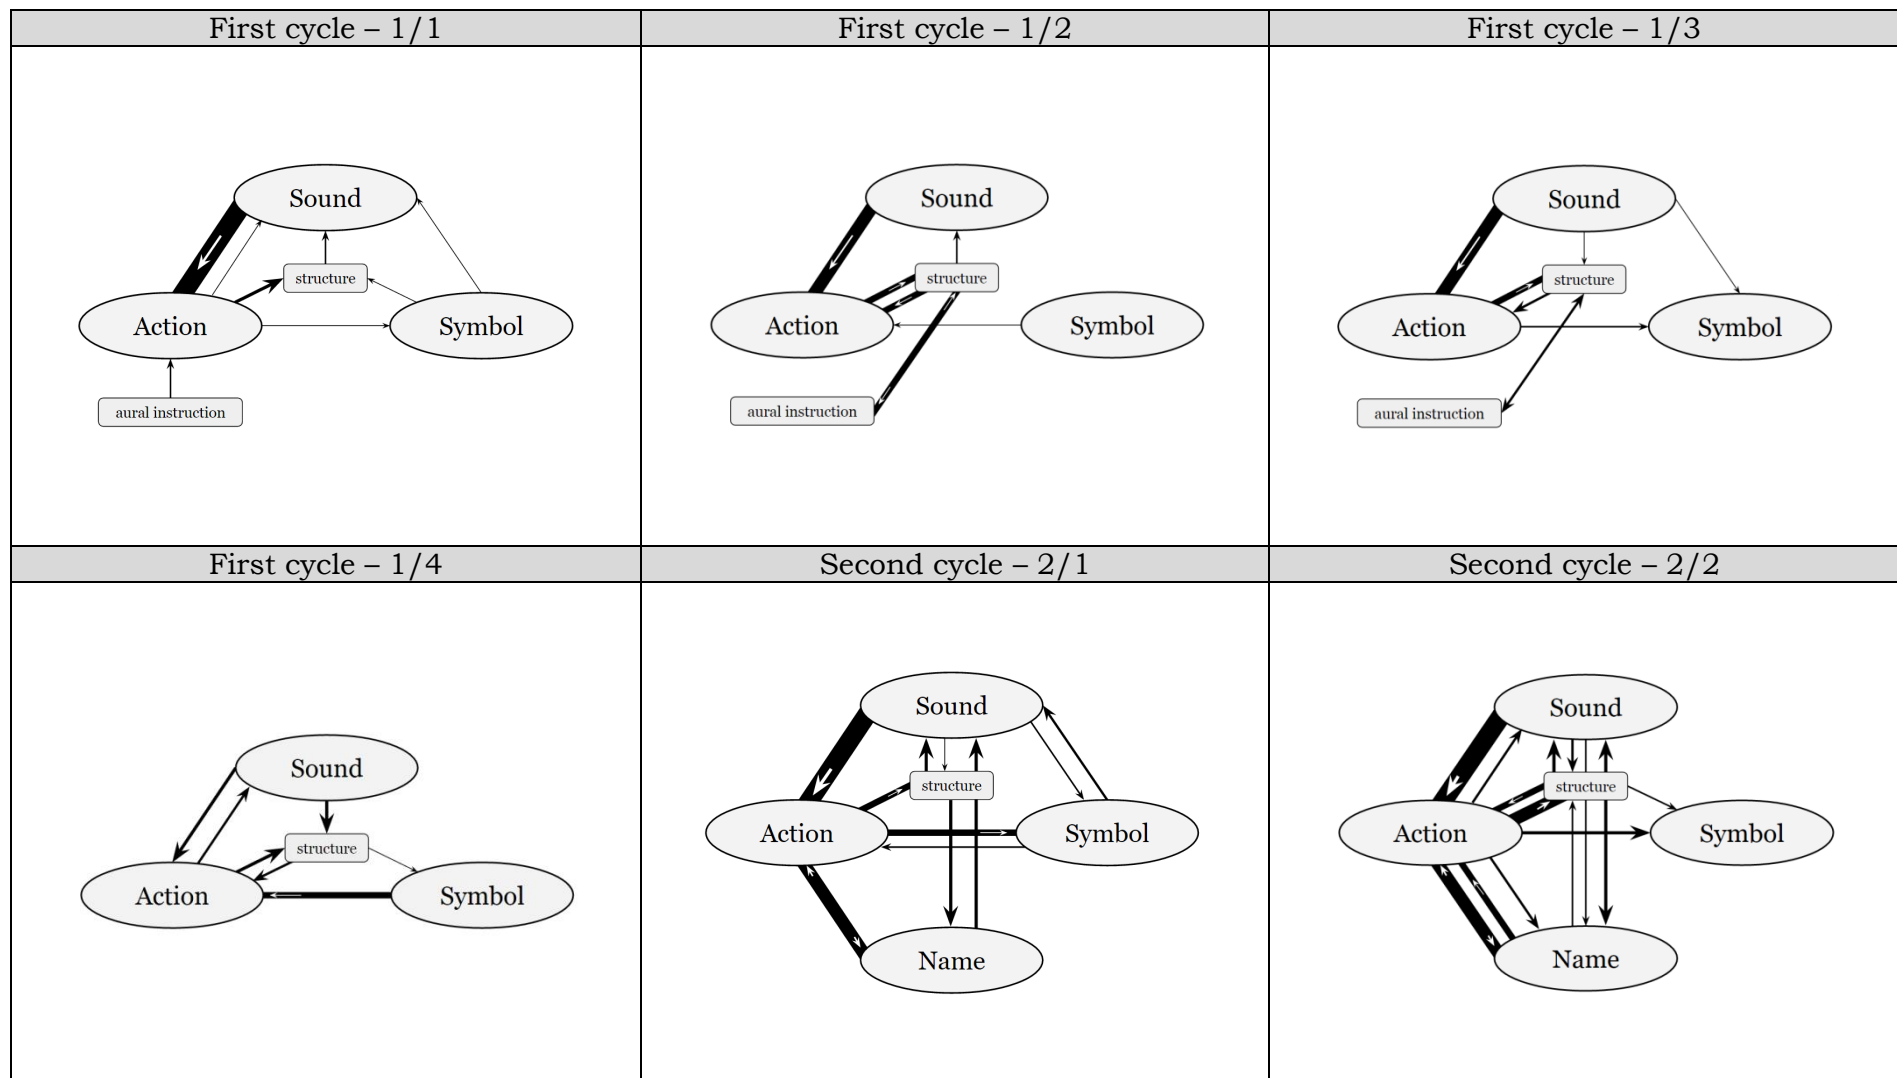 First cycle – 1/1
First cycle – 1/2
First cycle – 1/3
Sound
structure
Action
Symbol
aural instruction
Sound
structure
Action
Symbol
aural instruction
Sound
structure
Action
Symbol
aural instruction
First cycle – 1/4
Second cycle – 2/1
Second cycle – 2/2
Sound
structure
Action
Symbol
Sound
structure
Action
Symbol
Name
Sound
structure
Action
Symbol
Name